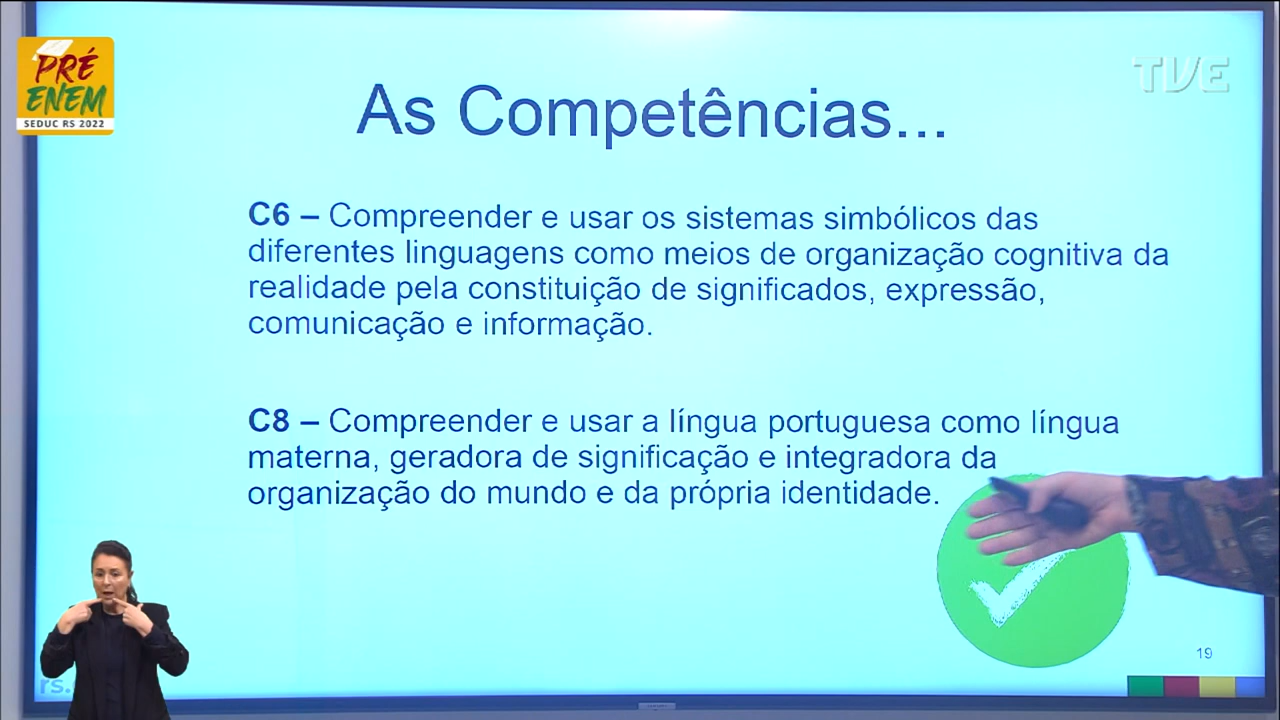 PRÉ
ENEM
SEDUC RS 2022
TVE
As Competências...
C6 – Compreender e usar os sistemas simbólicos das
diferentes linguagens como meios de organização cognitiva da
realidade pela constituição de significados, expressão,
comunicação e informação.
C8 – Compreender e usar a língua portuguesa como língua
materna, geradora de significação e integradora da
organização do mundo e da própria identidade.
19
rs.